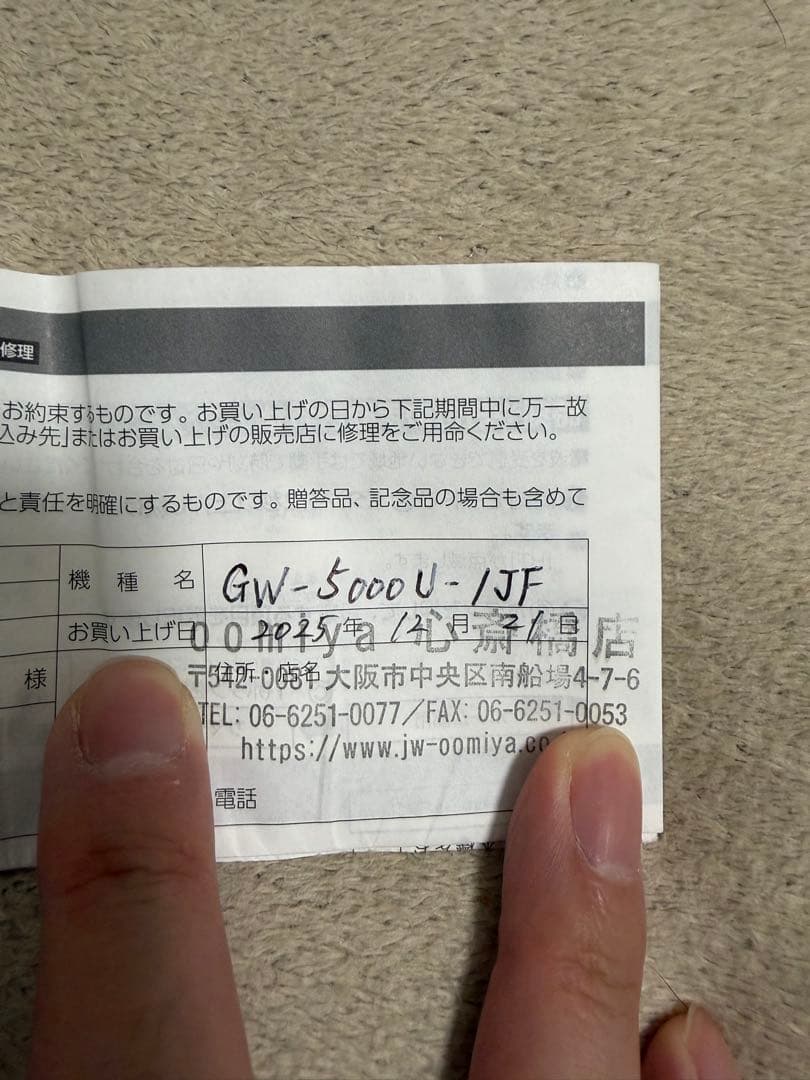 修理
お約束するものです。お買い上げの日から下記期間中に万一故
込み先」またはお買い上げの販売店に修理をご用命ください。
と責任を明確にするものです。贈答品、記念品の場合も含めて
機種名 GW-5000U-1JF
お買い上げ日 2025年 12月 21日
oomiya 心斎橋店
様
住所・店名
〒542-0081 大阪市中央区南船場4-7-6
TEL: 06-6251-0077/FAX: 06-6251-0053
https://www.jw-oomiya.co
電話